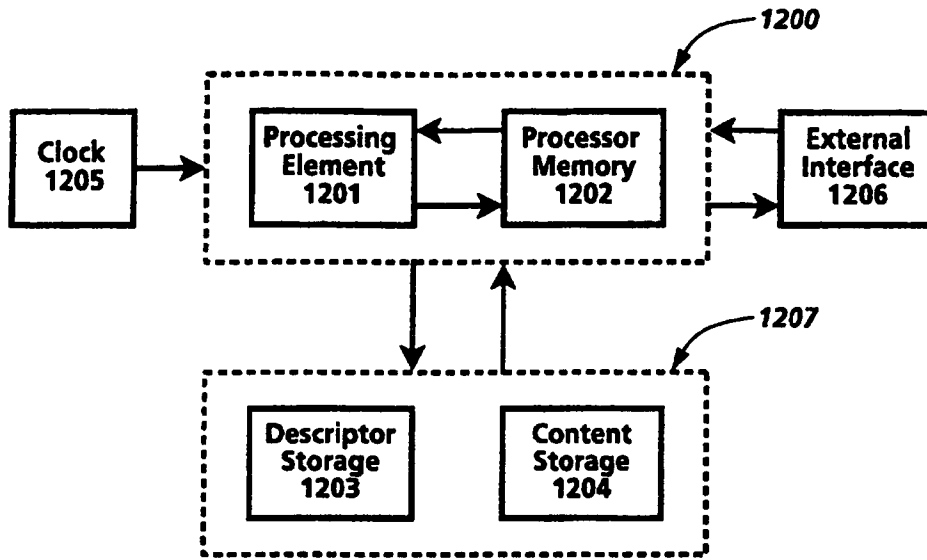 1200
Clock
1205
Processing
Element
1201
Processor
Memory
1202
External
Interface
1206
1207
Descriptor
Storage
1203
Content
Storage
1204